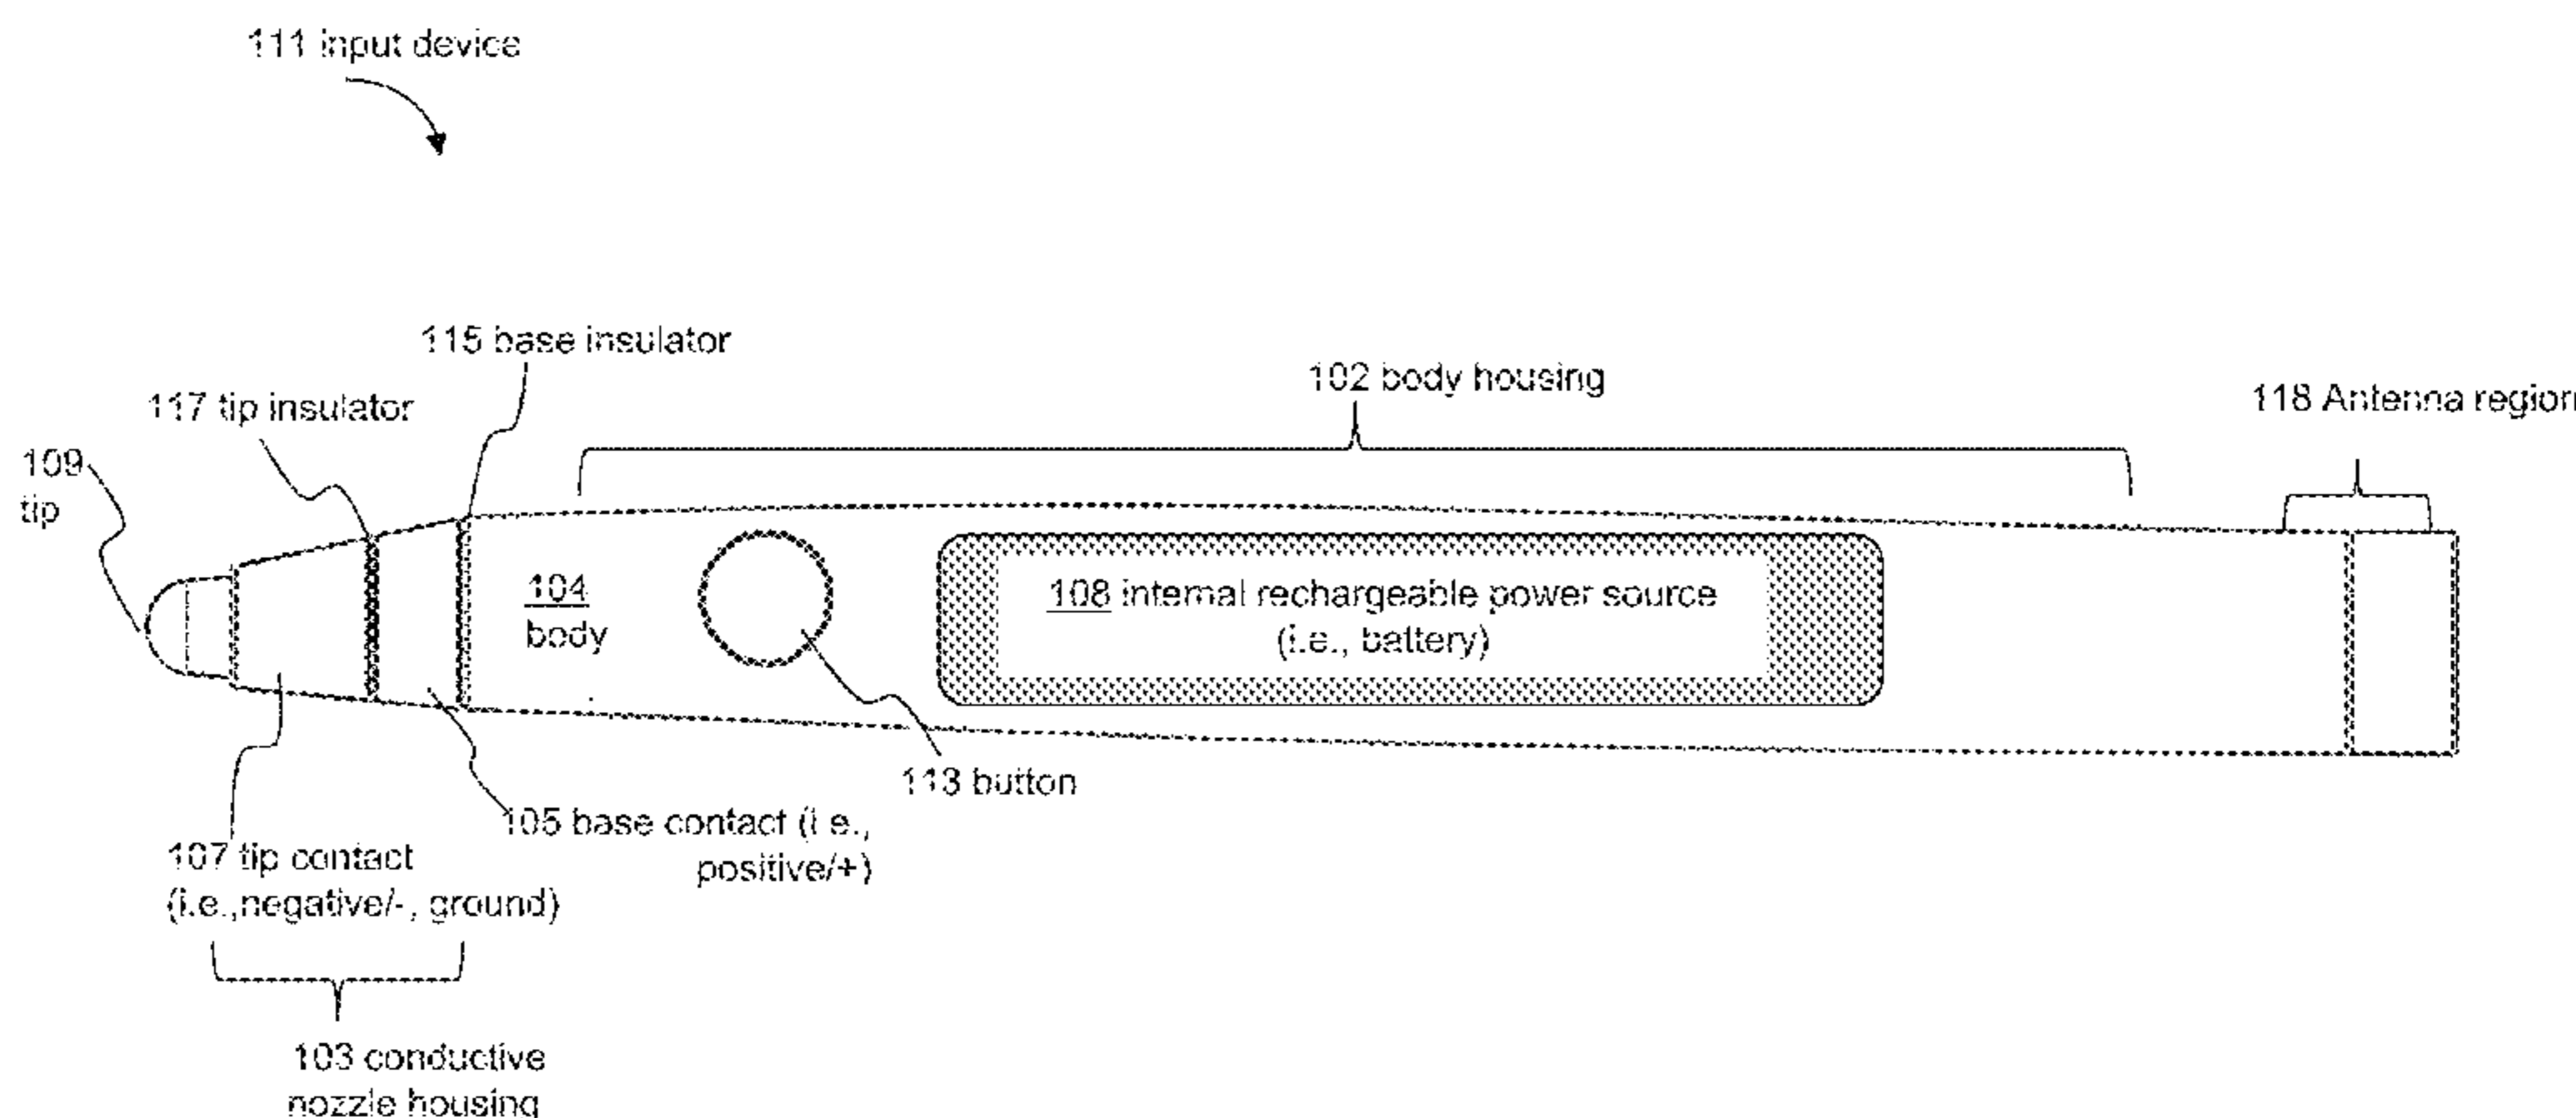 111 input device
115 base insulator
102 body housing
118 Antenna region
117 tip insulator
109
tip
104
body
108 internal rechargeable power source
(i.e., battery)
113 button
105 base contact (i.e.,
positive/+)
107 tip contact
(i.e.,negative/-, ground)
103 conductive
nozzle housing